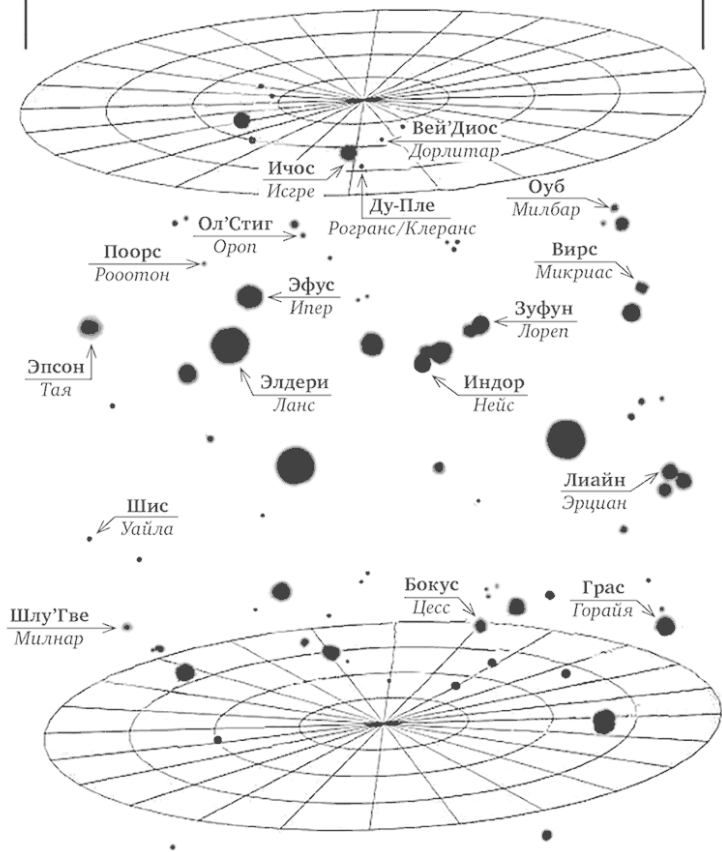 Вей'Диос
Дорлитар
Ичос
Исгре
Ду-Пле
Рогранс/Клеранс
Оуб
Милбар
Ол'Стиг
Ороп
Поорс
Рооотон
Вирс
Микриас
Эфус
Ипер
Зуфун
Лореп
Эпсон
Тая
Элдери
Ланс
Индор
Нейс
Лиайн
Эрциан
Шис
Уайла
Бокус
Цесс
Грас
Горайя
Шлу'Гве
Милнар